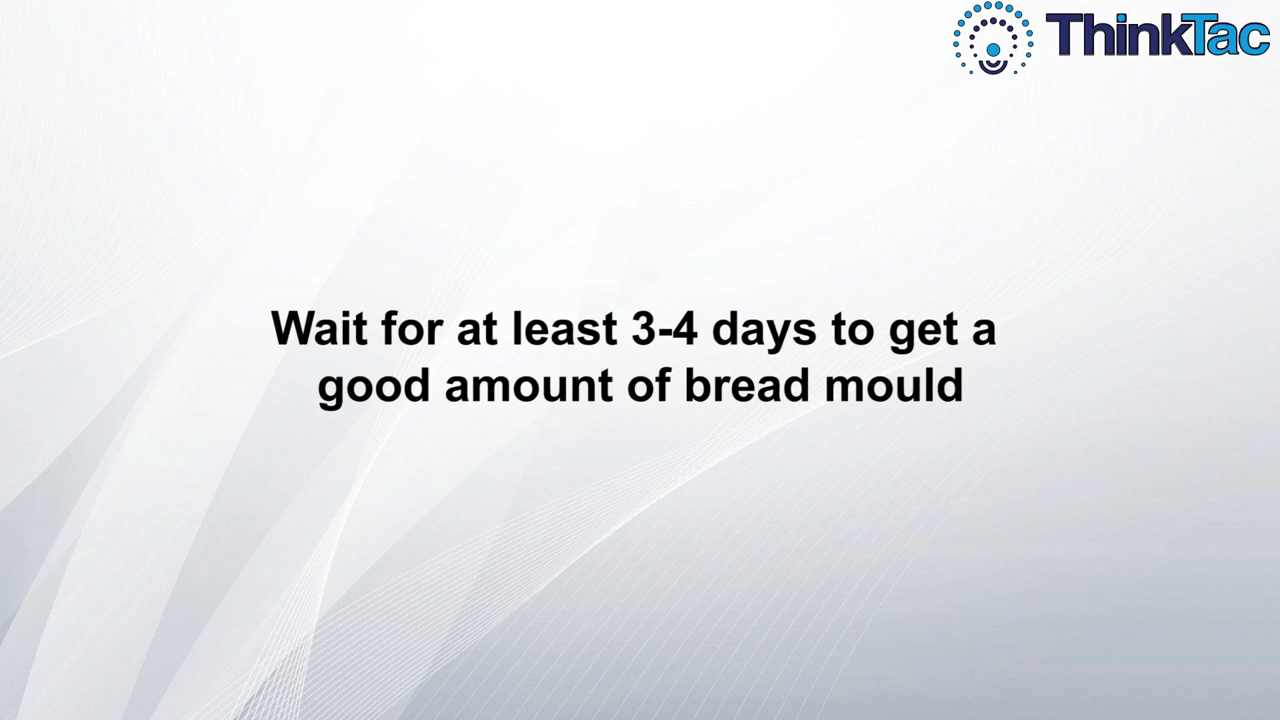 ThinkTac
Wait for at least 3-4 days to get a
good amount of bread mould